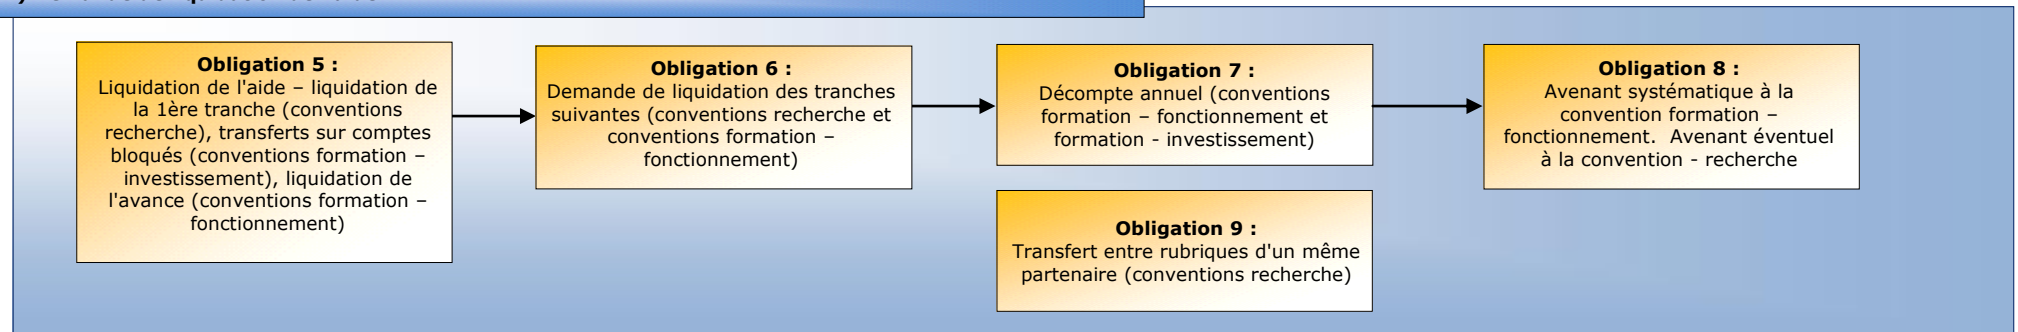 Obligation 5 :
Liquidation de l'aide – liquidation de
la 1ère tranche (conventions
recherche), transferts sur comptes
bloqués (conventions formation –
investissement), liquidation de
l'avance (conventions formation –
fonctionnement)
Obligation 6 :
Demande de liquidation des tranches
suivantes (conventions recherche et
conventions formation –
fonctionnement)
Obligation 7 :
Décompte annuel (conventions
formation – fonctionnement et
formation - investissement)
Obligation 8 :
Avenant systématique à la
convention formation –
fonctionnement.  Avenant éventuel
à la convention - recherche
Obligation 9 :
Transfert entre rubriques d'un même
partenaire (conventions recherche)